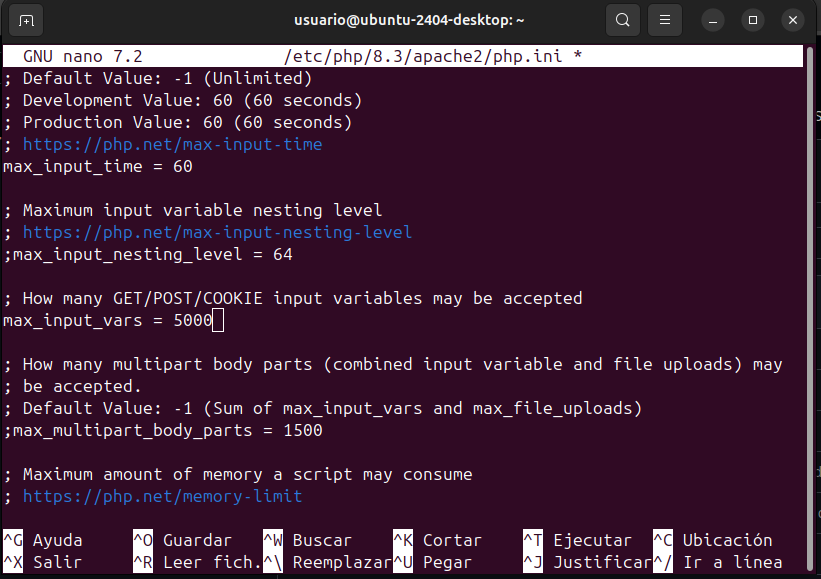 usuario@ubuntu-2404-desktop: ~
GNU nano 7.2 /etc/php/8.3/apache2/php.ini *
; Default Value: -1 (Unlimited)
; Development Value: 60 (60 seconds)
; Production Value: 60 (60 seconds)
; https://php.net/max-input-time
max_input_time = 60
; Maximum input variable nesting level
; https://php.net/max-input-nesting-level
;max_input_nesting_level = 64
; How many GET/POST/COOKIE input variables may be accepted
max_input_vars = 5000
; How many multipart body parts (combined input variable and file uploads) may
; be accepted.
; Default Value: -1 (Sum of max_input_vars and max_file_uploads)
;max_multipart_body_parts = 1500
; Maximum amount of memory a script may consume
; https://php.net/memory-limit
^G Ayuda ^O Guardar ^W Buscar ^K Cortar ^T Ejecutar ^C Ubicación
^X Salir ^R Leer fich. ^\ Reemplazar ^U Pegar ^J Justificar ^/ Ir a línea